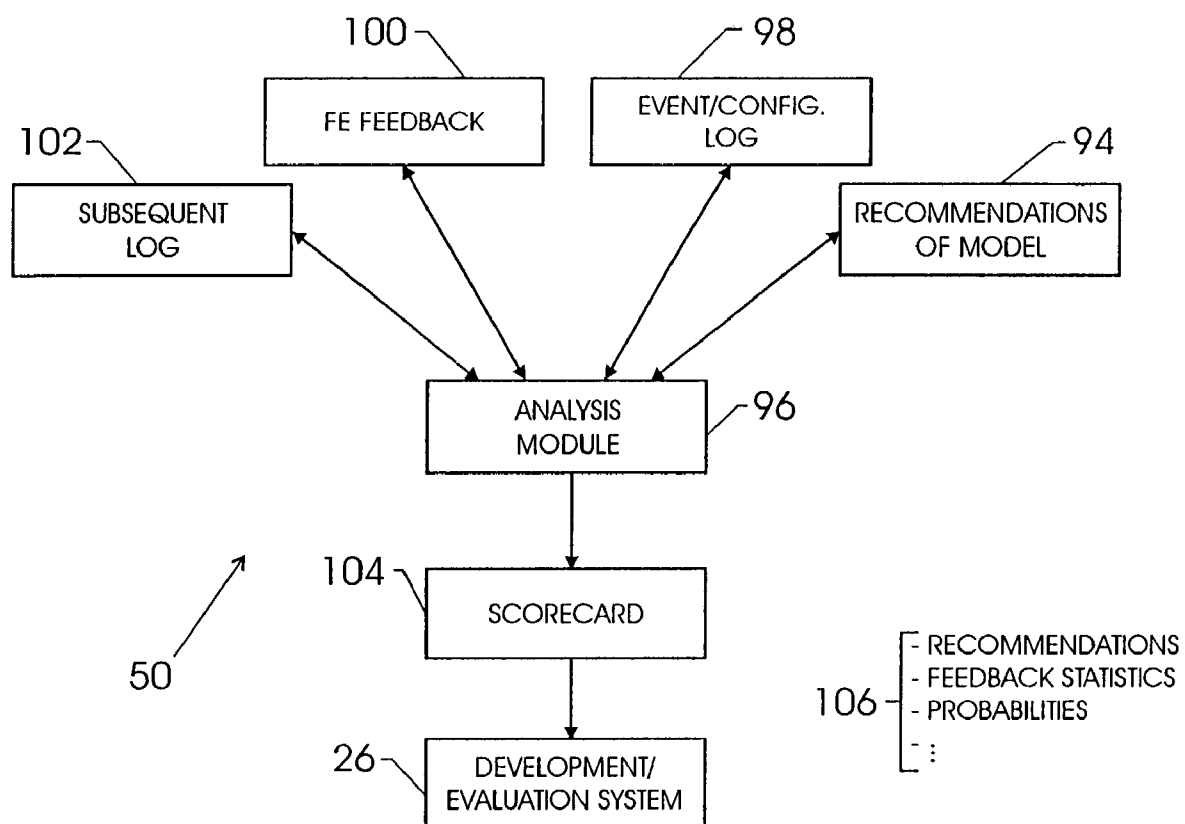 100
98
FE FEEDBACK
EVENT/CONFIG.
LOG
102
94
SUBSEQUENT
LOG
RECOMMENDATIONS
OF MODEL
ANALYSIS
MODULE
96
104
SCORECARD
50
106
- RECOMMENDATIONS
- FEEDBACK STATISTICS
- PROBABILITIES
- ⋮
26
DEVELOPMENT/
EVALUATION SYSTEM